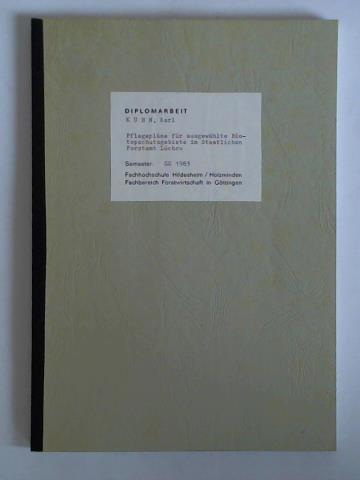 DIPLOMARBEIT
K Ü H N, Karl
Pflegepläne für ausgewählte Bio-
topschutzgebiete im Staatlichen
Forstamt Lüchow
Semester: SS 1983
Fachhochschule Hildesheim / Holzminden
Fachbereich Forstwirtschaft in Göttingen